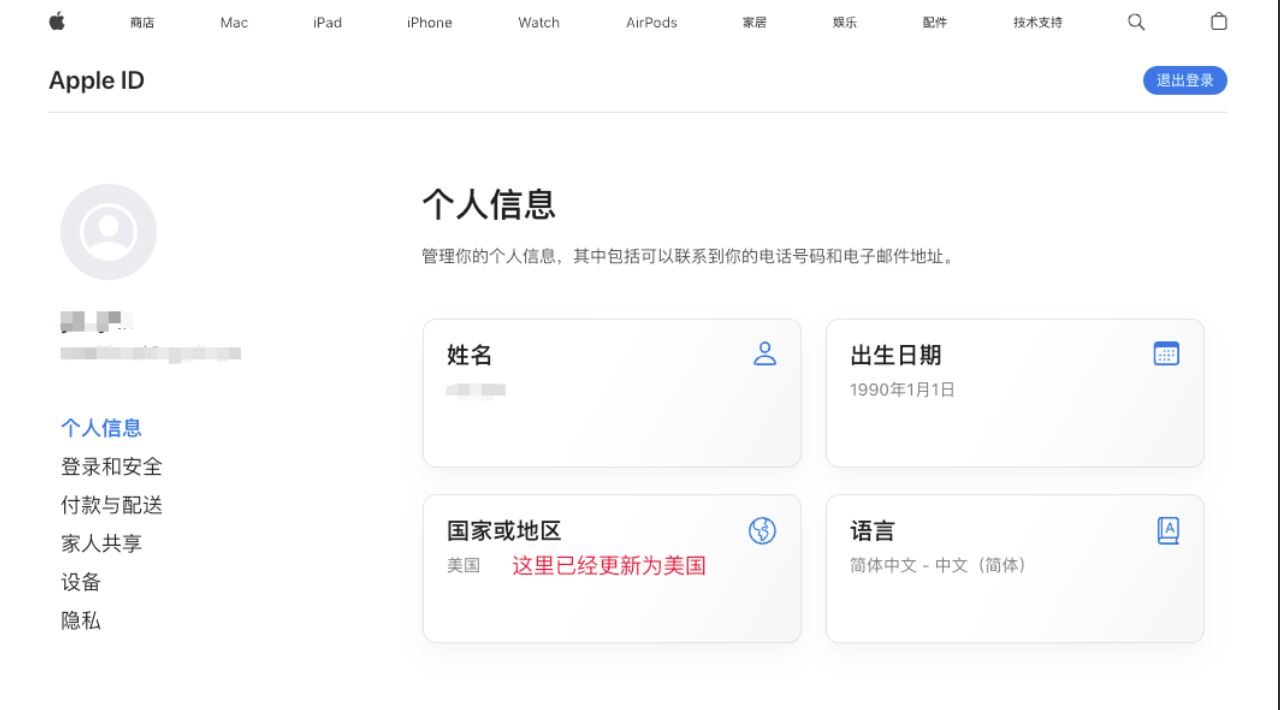 商店 Mac iPad iPhone Watch AirPods 家居 娱乐 配件 技术支持
Apple ID
退出登录
个人信息
管理你的个人信息，其中包括可以联系到你的电话号码和电子邮件地址。
个人信息
登录和安全
付款与配送
家人共享
设备
隐私
姓名
出生日期
1990年1月1日
国家或地区
美国 这里已经更新为美国
语言
简体中文 - 中文（简体）